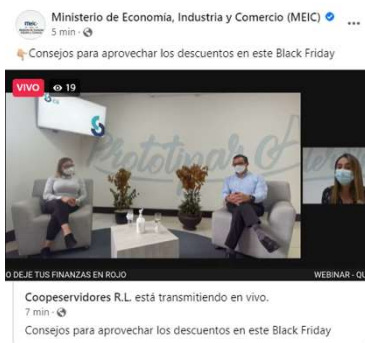 Ministerio de Economía, Industria y Comercio (MEIC)
meic
5 min ·
Consejos para aprovechar los descuentos en este Black Friday
VIVO 19
Prototipar
O DEJE TUS FINANZAS EN ROJO
WEBINAR - QU
Coopeservidores R.L. está transmitiendo en vivo.
7 min ·
Consejos para aprovechar los descuentos en este Black Friday